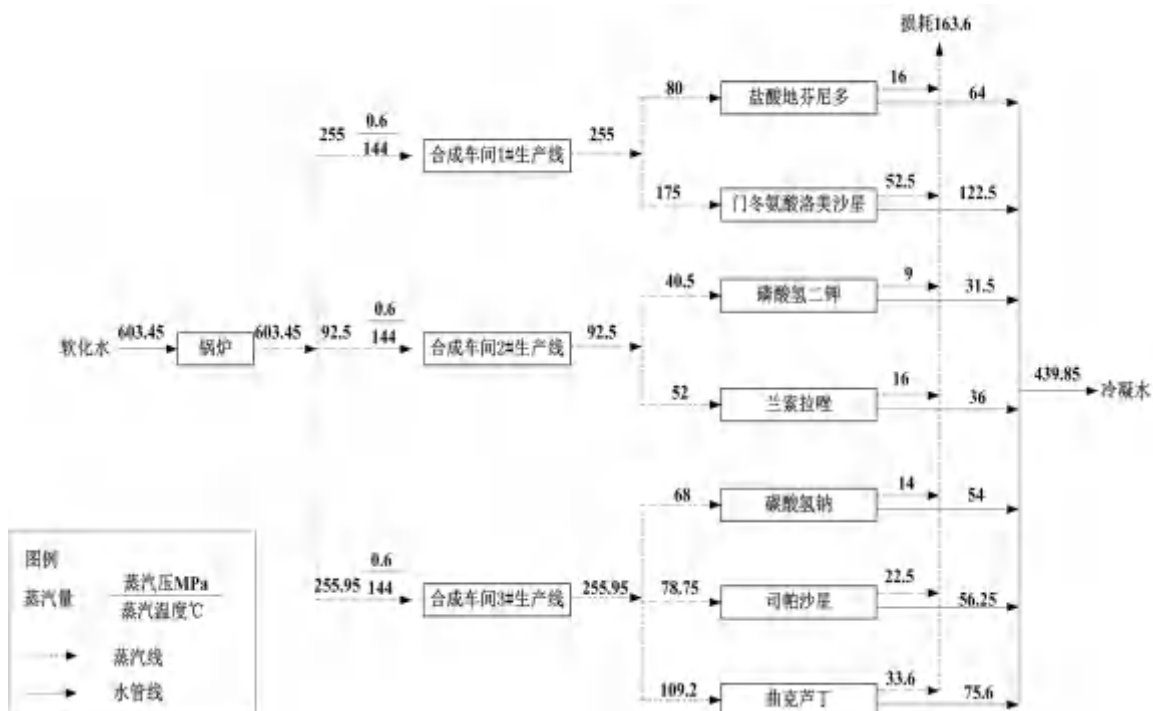 损耗163.6
80
盐酸地芬尼多
16
64
255
0.6
144
合成车间1#生产线
255
175
门冬氨酸洛美沙星
52.5
122.5
40.5
磷酸氢二钾
9
31.5
软化水
603.45
锅炉
603.45
92.5
0.6
144
合成车间2#生产线
92.5
52
兰索拉唑
16
36
439.85
冷凝水
68
碳酸氢钠
14
54
255.95
0.6
144
合成车间3#生产线
255.95
78.75
司帕沙星
22.5
56.25
109.2
曲克芦丁
33.6
75.6
图例
蒸汽量
蒸汽压MPa
蒸汽温度℃
蒸汽线
水管线